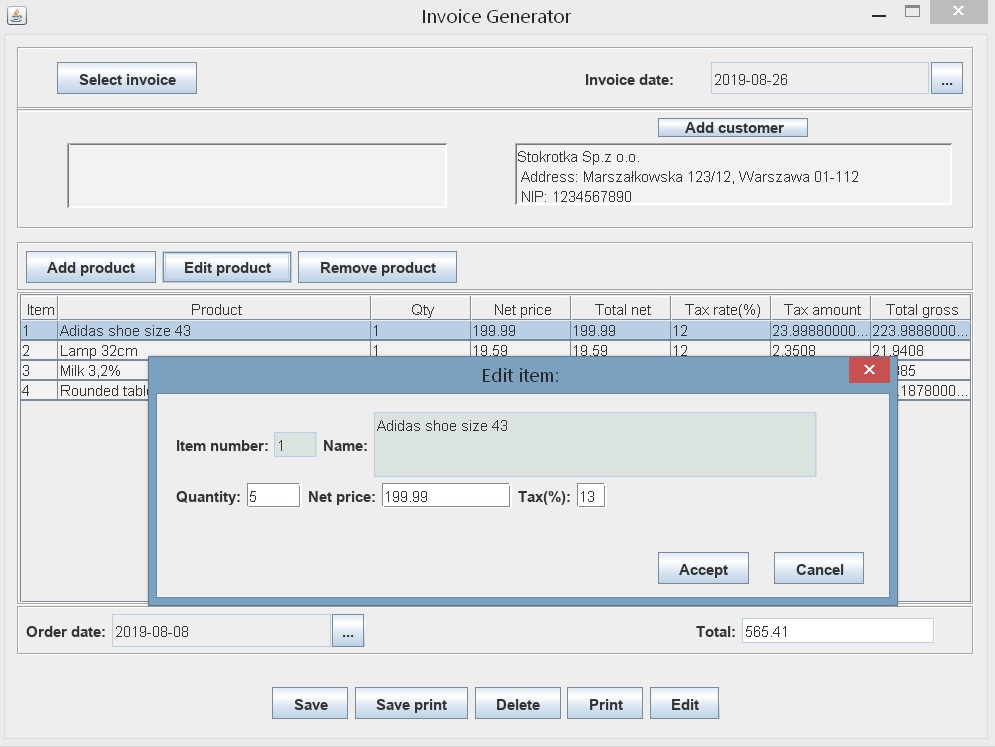 Invoice Generator
Select invoice Invoice date: 2019-08-26 ...
Add customer
Stokrotka Sp.z o.o.
Address: Marszałkowska 123/12, Warszawa 01-112
NIP: 1234567890
Add product Edit product Remove product
Item Product Qty Net price Total net Tax rate(%) Tax amount Total gross
1 Adidas shoe size 43 1 199.99 199.99 12 23.99880000... 223.9888000...
2 Lamp 32cm 1 19.59 19.59 12 2.3508 21.9408
3 Milk 3,2%
4 Rounded .1878000...
Edit item:
Adidas shoe size 43
Item number: 1 Name:
Quantity: 5 Net price: 199.99 Tax(%): 13
Accept Cancel
Order date: 2019-08-08 ... Total: 565.41
Save Save print Delete Print Edit